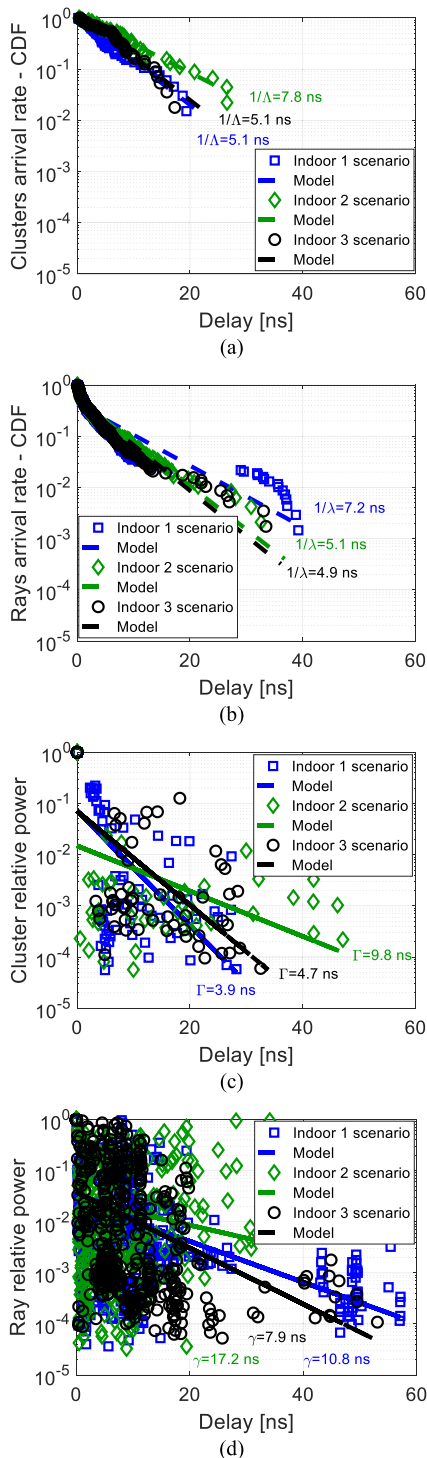 Clusters arrival rate - CDF
10^0
10^-1
10^-2
10^-3
10^-4
10^-5
1/Λ=7.8 ns
1/Λ=5.1 ns
1/Λ=5.1 ns
Indoor 1 scenario
Model
Indoor 2 scenario
Model
Indoor 3 scenario
Model
0 20 40 60
Delay [ns]
(a)
Rays arrival rate - CDF
10^0
10^-1
10^-2
10^-3
10^-4
10^-5
1/λ=7.2 ns
1/λ=5.1 ns
1/λ=4.9 ns
Indoor 1 scenario
Model
Indoor 2 scenario
Model
Indoor 3 scenario
Model
0 20 40 60
Delay [ns]
(b)
Cluster relative power
10^0
10^-1
10^-2
10^-3
10^-4
10^-5
Indoor 1 scenario
Model
Indoor 2 scenario
Model
Indoor 3 scenario
Model
Γ=9.8 ns
Γ=4.7 ns
Γ=3.9 ns
0 20 40 60
Delay [ns]
(c)
Ray relative power
10^0
10^-1
10^-2
10^-3
10^-4
10^-5
Indoor 1 scenario
Model
Indoor 2 scenario
Model
Indoor 3 scenario
Model
γ=7.9 ns
γ=17.2 ns
γ=10.8 ns
0 20 40 60
Delay [ns]
(d)